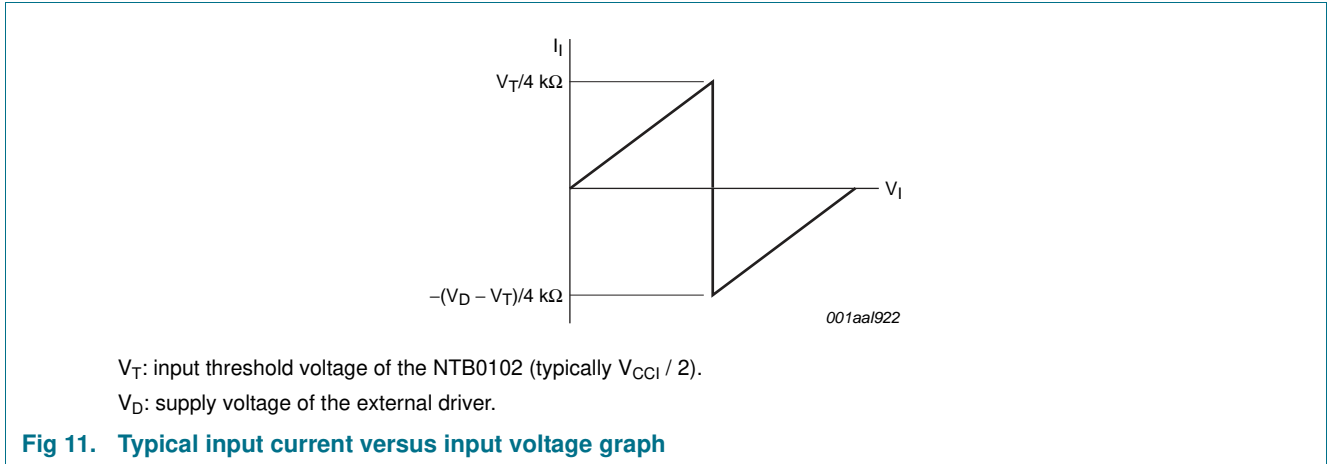 I_I
V_T/4 kΩ
V_I
−(V_D − V_T)/4 kΩ
001aal922
V_T: input threshold voltage of the NTB0102 (typically V_CCI / 2).
V_D: supply voltage of the external driver.
Fig 11. Typical input current versus input voltage graph